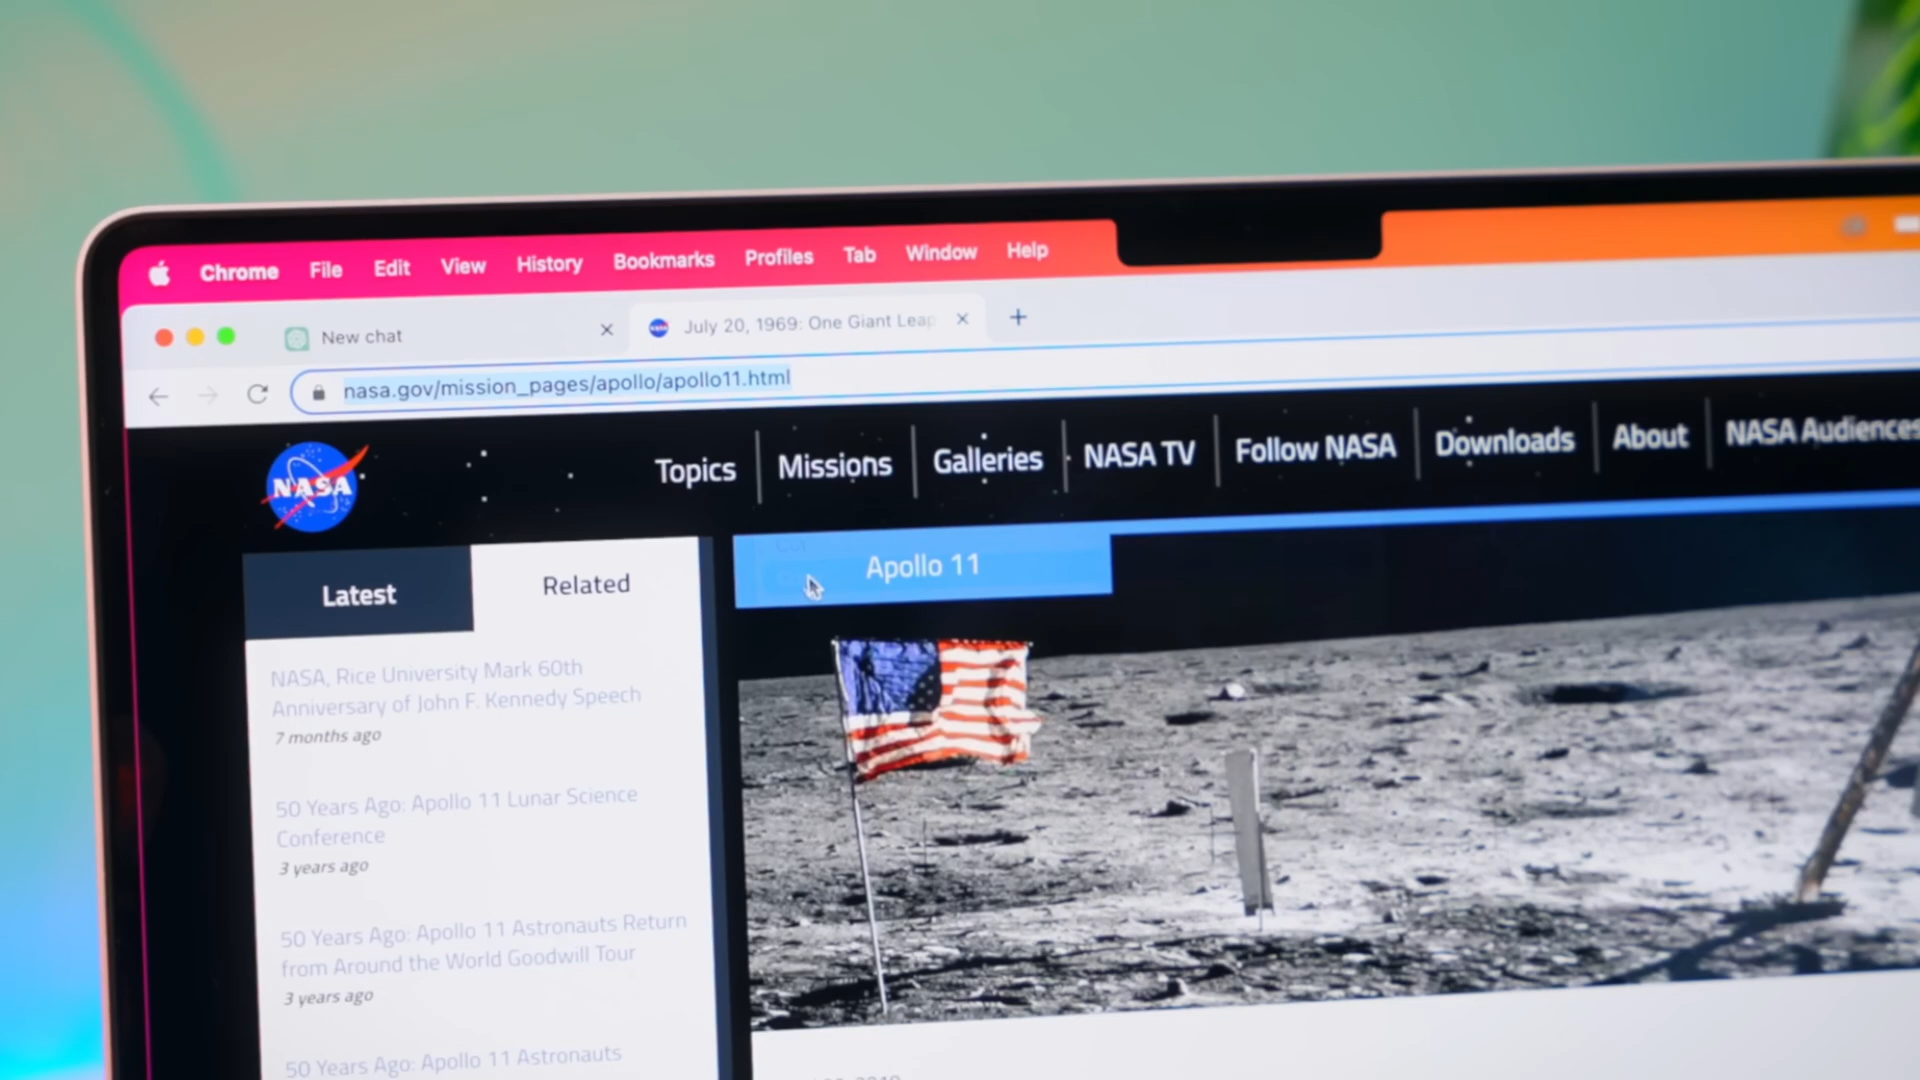 Chrome File Edit View History Bookmarks Profiles Tab Window Help
New chat
July 20, 1969: One Giant Leap
nasa.gov/mission_pages/apollo/apollo11.html
NASA
Topics
Missions
Galleries
NASA TV
Follow NASA
Downloads
About
NASA Audiences
Latest
Related
Apollo 11
NASA, Rice University Mark 60th
Anniversary of John F. Kennedy Speech
7 months ago
50 Years Ago: Apollo 11 Lunar Science
Conference
3 years ago
50 Years Ago: Apollo 11 Astronauts Return
from Around the World Goodwill Tour
3 years ago
50 Years Ago: Apollo 11 Astronauts